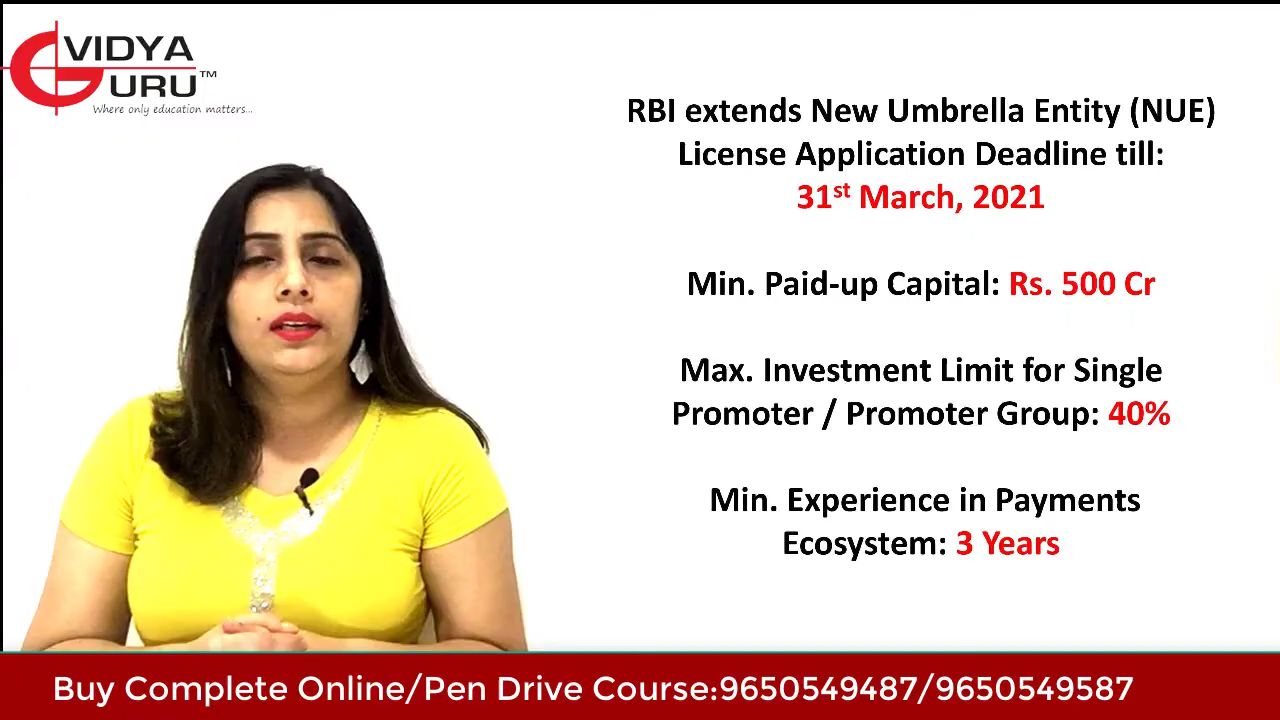 VIDYA
GURU™
Where only education matters...
RBI extends New Umbrella Entity (NUE)
License Application Deadline till:
31st March, 2021
Min. Paid-up Capital: Rs. 500 Cr
Max. Investment Limit for Single
Promoter / Promoter Group: 40%
Min. Experience in Payments
Ecosystem: 3 Years
Buy Complete Online/Pen Drive Course:9650549487/9650549587